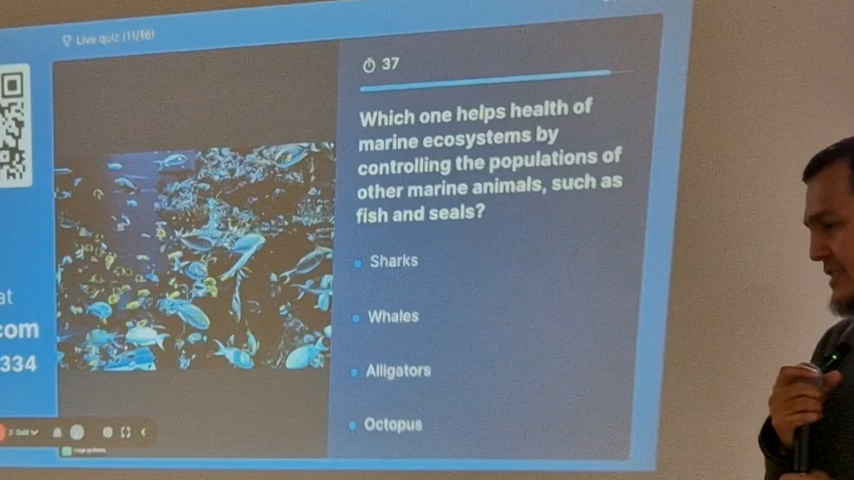 Live quiz (11/16)
37
Which one helps health of
marine ecosystems by
controlling the populations of
other marine animals, such as
fish and seals?
Sharks
Whales
Alligators
Octopus
at
com
334